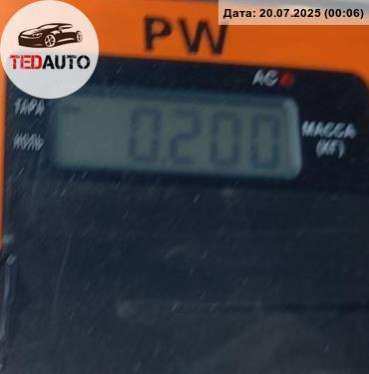 Дата: 20.07.2025 (00:06)
TEDAUTO
PW
AC
ТАРА
НОЛЬ
0.200
МАССА
(КГ)